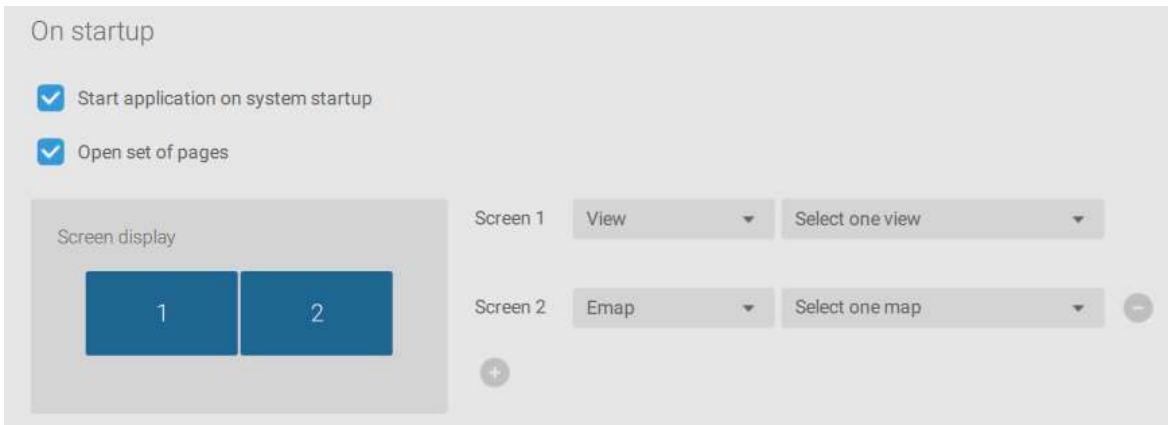 On startup
Start application on system startup
Open set of pages
Screen display
1 2
Screen 1 View Select one view
Screen 2 Emap Select one map